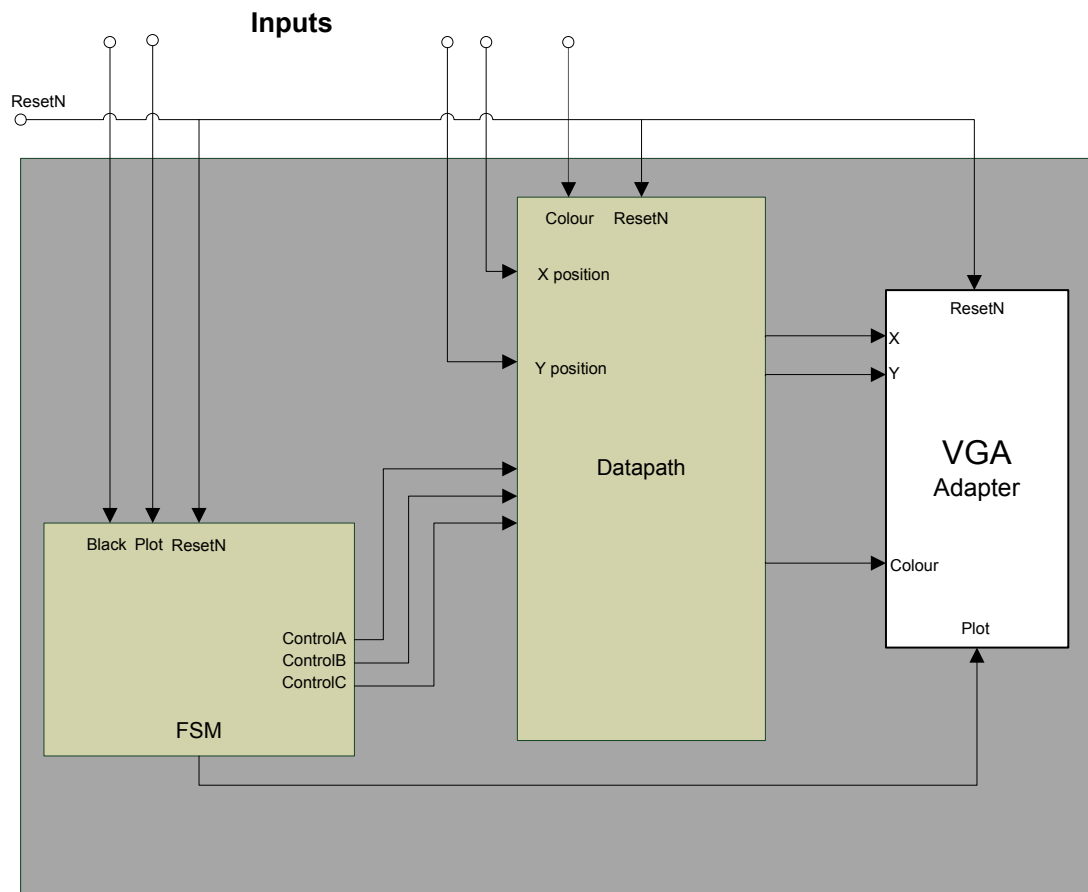 Inputs
ResetN
Colour ResetN
X position
Y position
Datapath
ResetN
X
Y
VGA
Adapter
Colour
Plot
Black Plot ResetN
ControlA
ControlB
ControlC
FSM